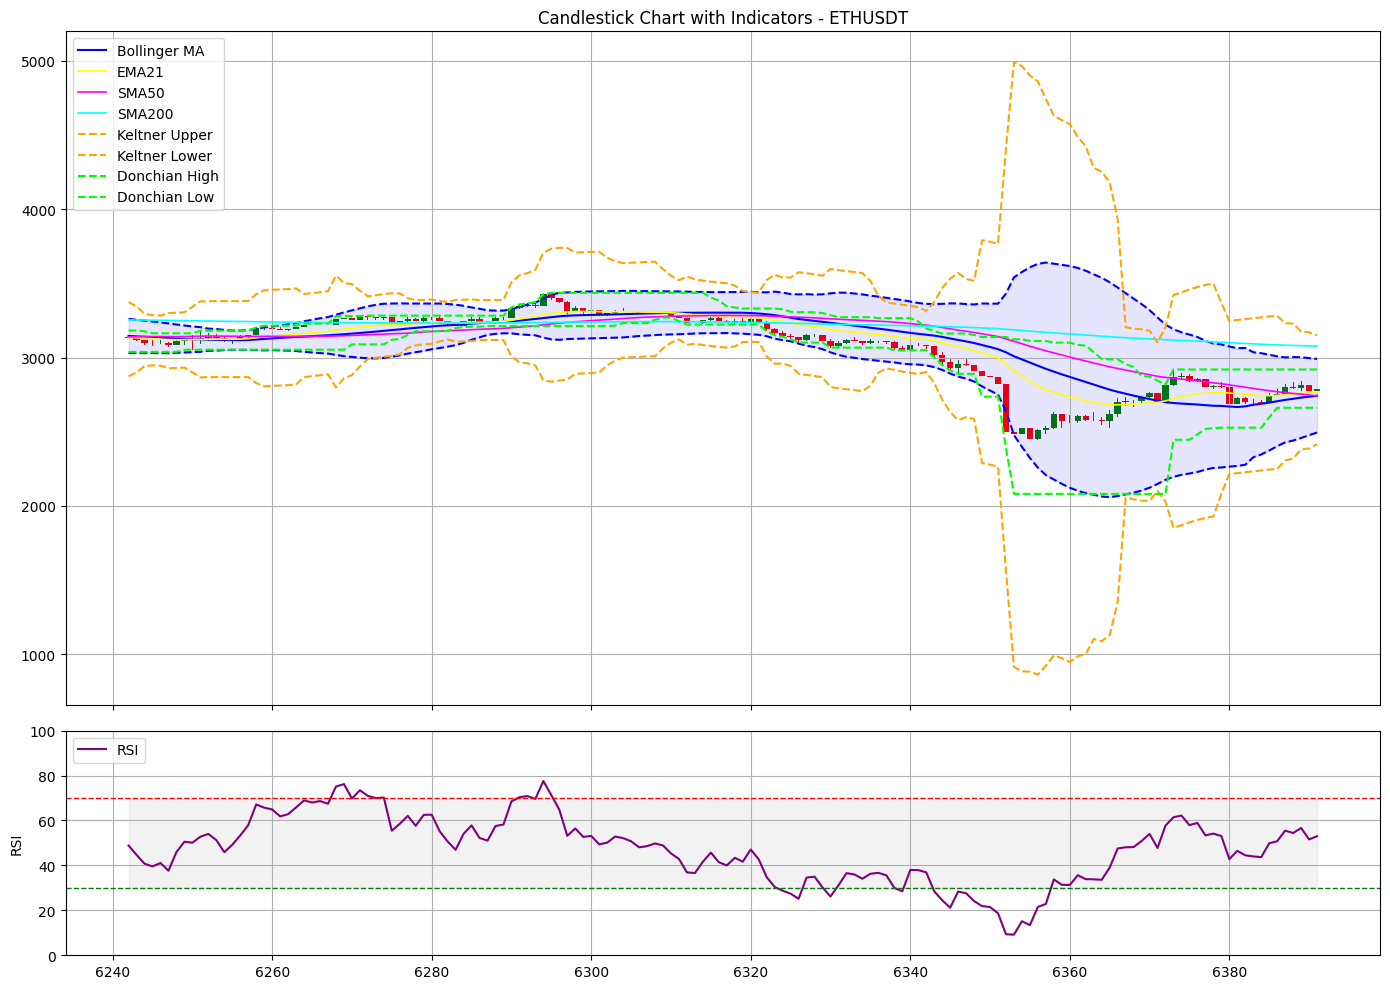 Candlestick Chart with Indicators - ETHUSDT
Bollinger MA
EMA21
SMA50
SMA200
Keltner Upper
Keltner Lower
Donchian High
Donchian Low
5000
4000
3000
2000
1000
RSI
100
80
60
40
20
0
RSI
6240
6260
6280
6300
6320
6340
6360
6380